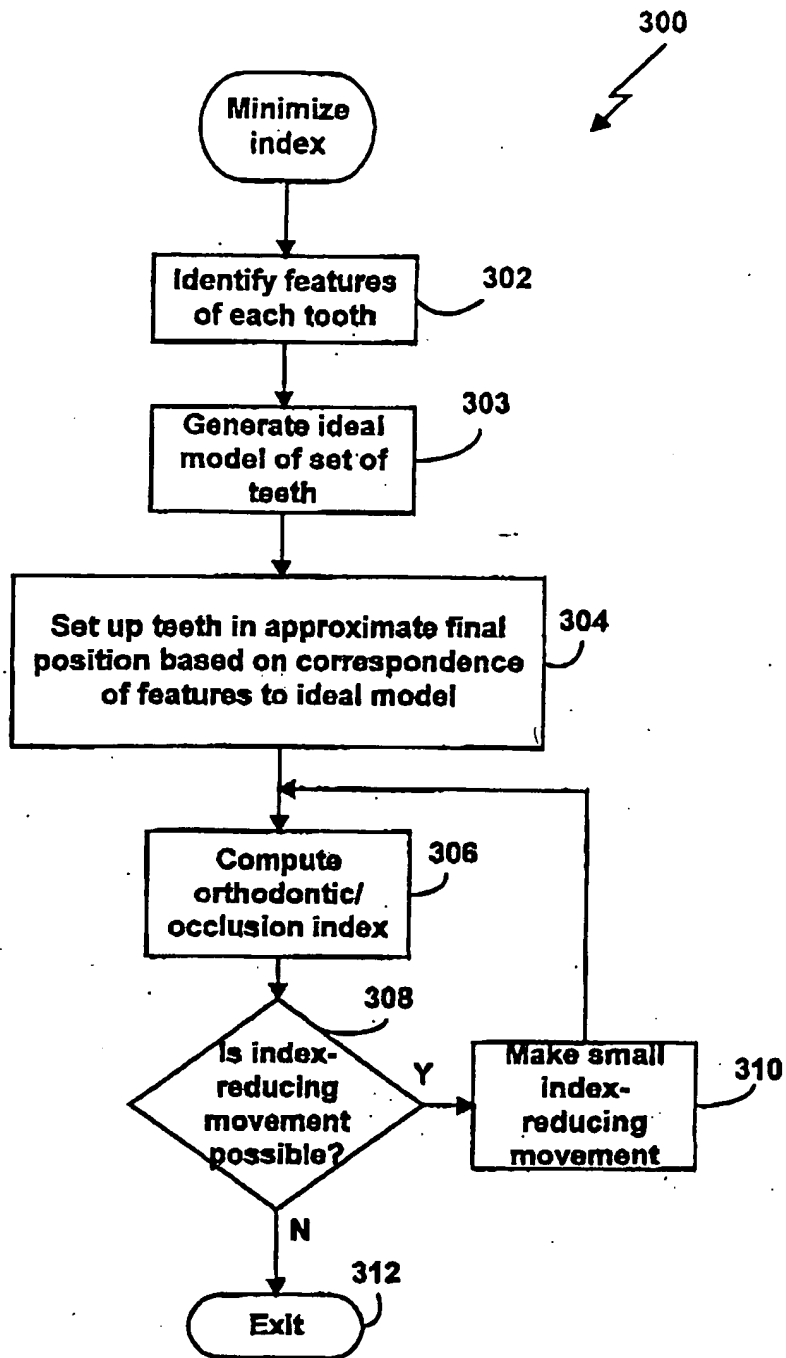 300
Minimize
index
Identify features
of each tooth
302
Generate ideal
model of set of
teeth
303
Set up teeth in approximate final
position based on correspondence
of features to ideal model
304
Compute
orthodontic/
occlusion index
306
308
Is index-
reducing
movement
possible?
Y
Make small
index-
reducing
movement
310
N
312
Exit